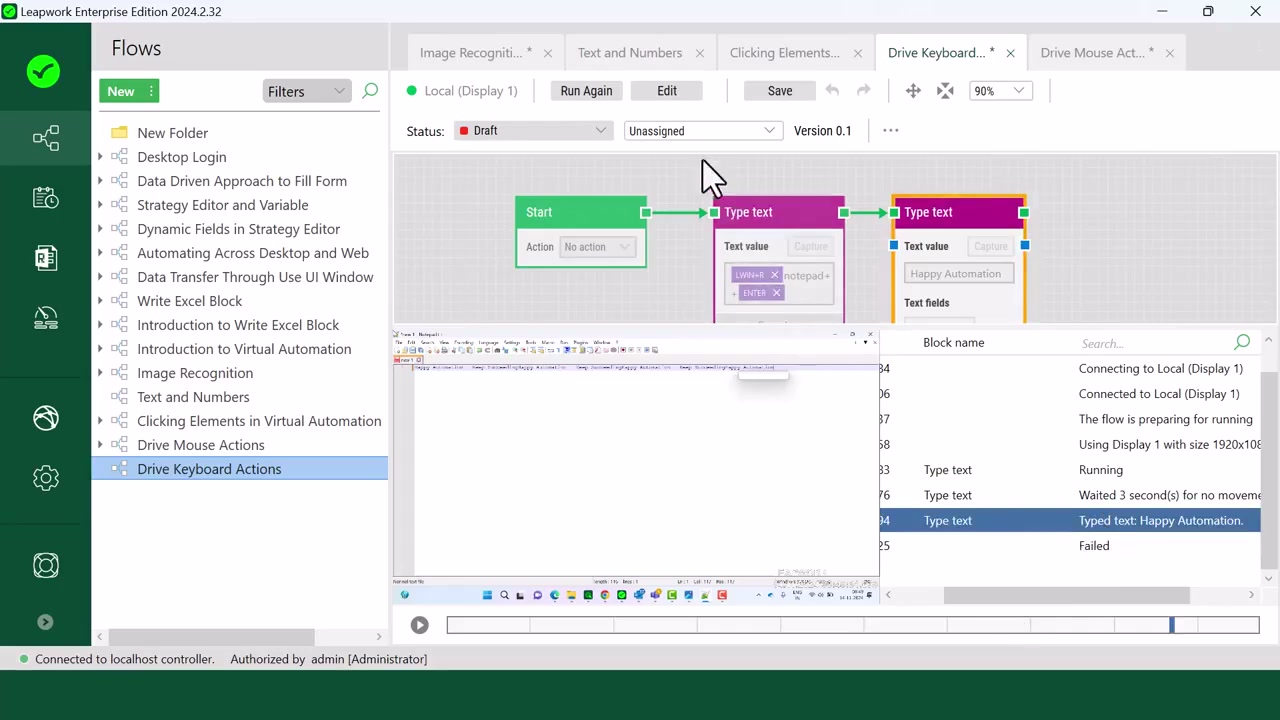 Leapwork Enterprise Edition 2024.2.32
Flows
New
Filters
New Folder
Desktop Login
Data Driven Approach to Fill Form
Strategy Editor and Variable
Dynamic Fields in Strategy Editor
Automating Across Desktop and Web
Data Transfer Through Use UI Window
Write Excel Block
Introduction to Write Excel Block
Introduction to Virtual Automation
Image Recognition
Text and Numbers
Clicking Elements in Virtual Automation
Drive Mouse Actions
Drive Keyboard Actions
Image Recogniti... *
Text and Numbers
Clicking Elements...
Drive Keyboard... *
Drive Mouse Act... *
Local (Display 1)
Run Again
Edit
Save
90%
Status:
Draft
Unassigned
Version 0.1
Start
Action
No action
Type text
Text value
Capture
LWIN+R
notepad+
+
ENTER
Type text
Text value
Capture
Happy Automation
Text fields
Block name
Search...
34
Connecting to Local (Display 1)
06
Connected to Local (Display 1)
37
The flow is preparing for running
58
Using Display 1 with size 1920x108
33
Type text
Running
76
Type text
Waited 3 second(s) for no moveme
94
Type text
Typed text: Happy Automation.
25
Failed
Connected to localhost controller.
Authorized by admin [Administrator]